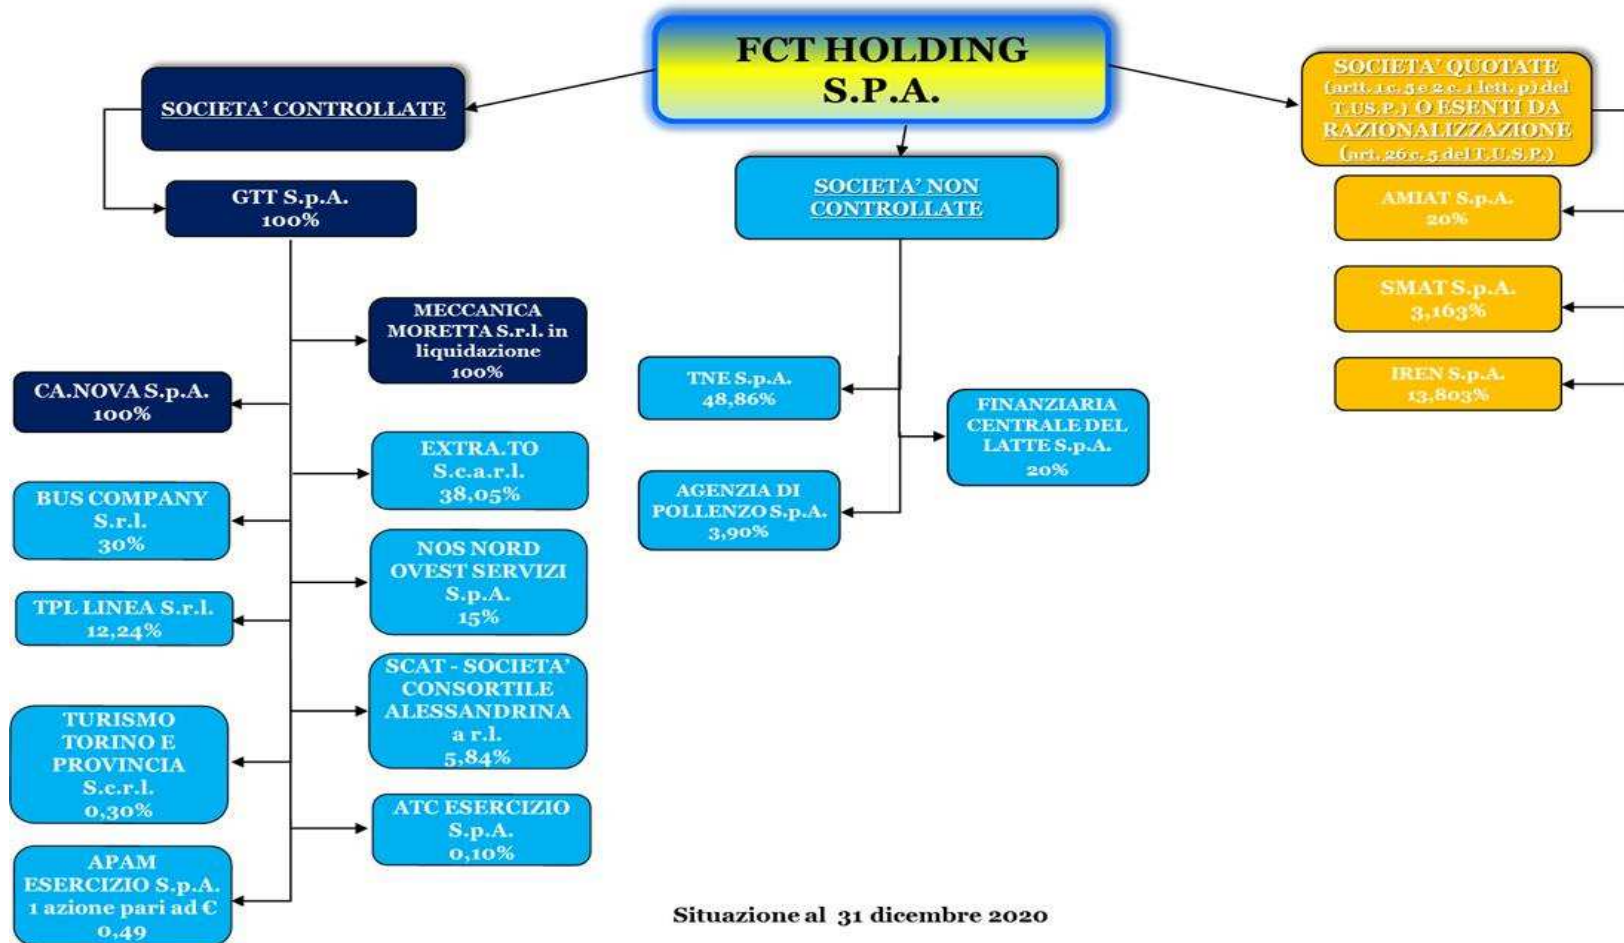 FCT HOLDING
S.P.A.
SOCIETA' CONTROLLATE
GTT S.p.A.
100%
MECCANICA
MORETTA S.r.l. in
liquidazione
100%
CA.NOVA S.p.A.
100%
EXTRA.TO
S.c.a.r.l.
38,05%
BUS COMPANY
S.r.l.
30%
NOS NORD
OVEST SERVIZI
S.p.A.
15%
TPL LINEA S.r.l.
12,24%
SCAT - SOCIETA'
CONSORTILE
ALESSANDRINA
a r.l.
5,84%
TURISMO
TORINO E
PROVINCIA
S.c.r.l.
0,30%
ATC ESERCIZIO
S.p.A.
0,10%
APAM
ESERCIZIO S.p.A.
1 azione pari ad €
0,49
SOCIETA' NON
CONTROLLATE
TNE S.p.A.
48,86%
FINANZIARIA
CENTRALE DEL
LATTE S.p.A.
20%
AGENZIA DI
POLLENZO S.p.A.
3,90%
SOCIETA' QUOTATE
(artt. 1 c. 5 e 2 c. 1 lett. p) del
T.US.P.) O ESENTI DA
RAZIONALIZZAZIONE
(art. 26 c. 5 del T.U.S.P.)
AMIAT S.p.A.
20%
SMAT S.p.A.
3,163%
IREN S.p.A.
13,803%
Situazione al 31 dicembre 2020